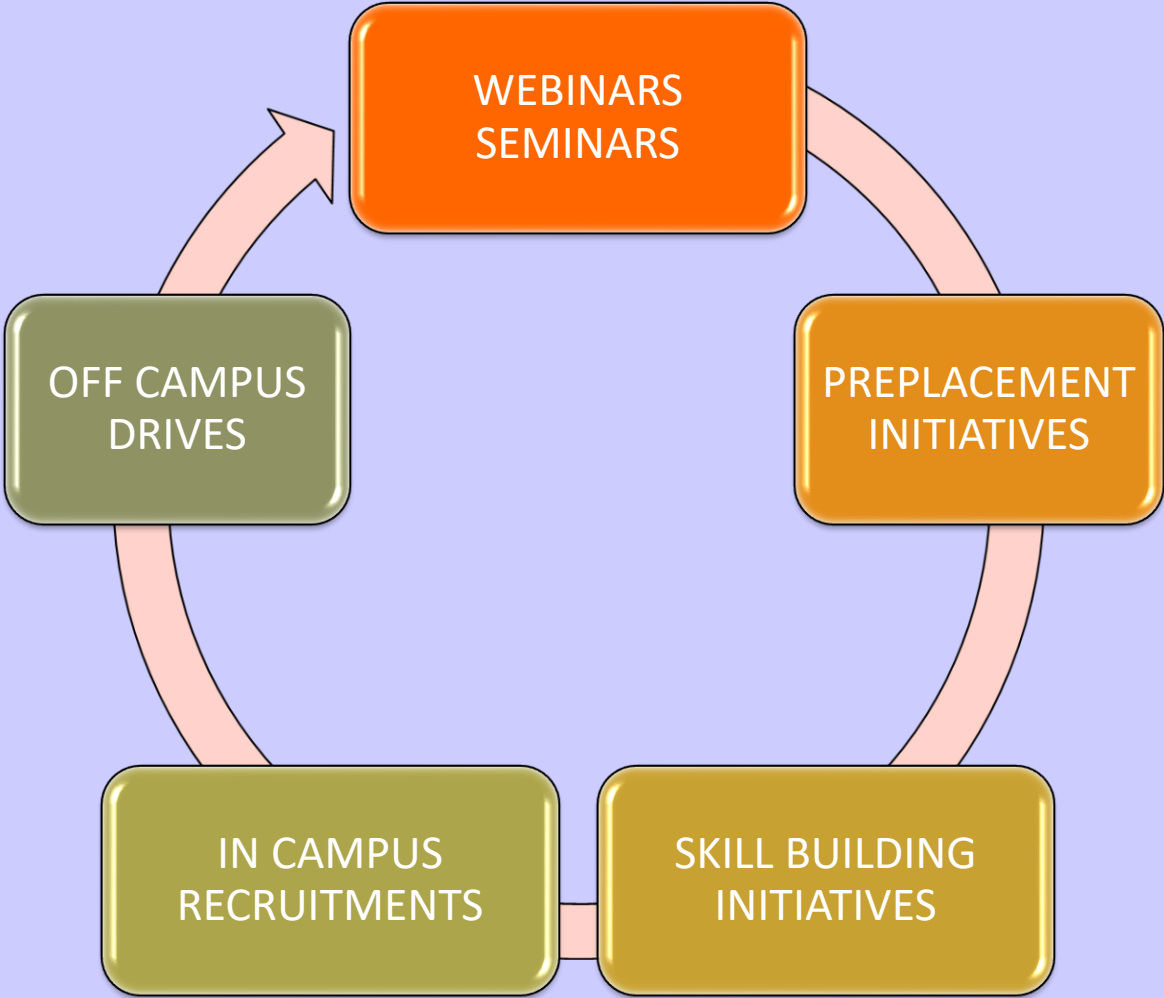 WEBINARS
SEMINARS
PREPLACEMENT
INITIATIVES
SKILL BUILDING
INITIATIVES
IN CAMPUS
RECRUITMENTS
OFF CAMPUS
DRIVES